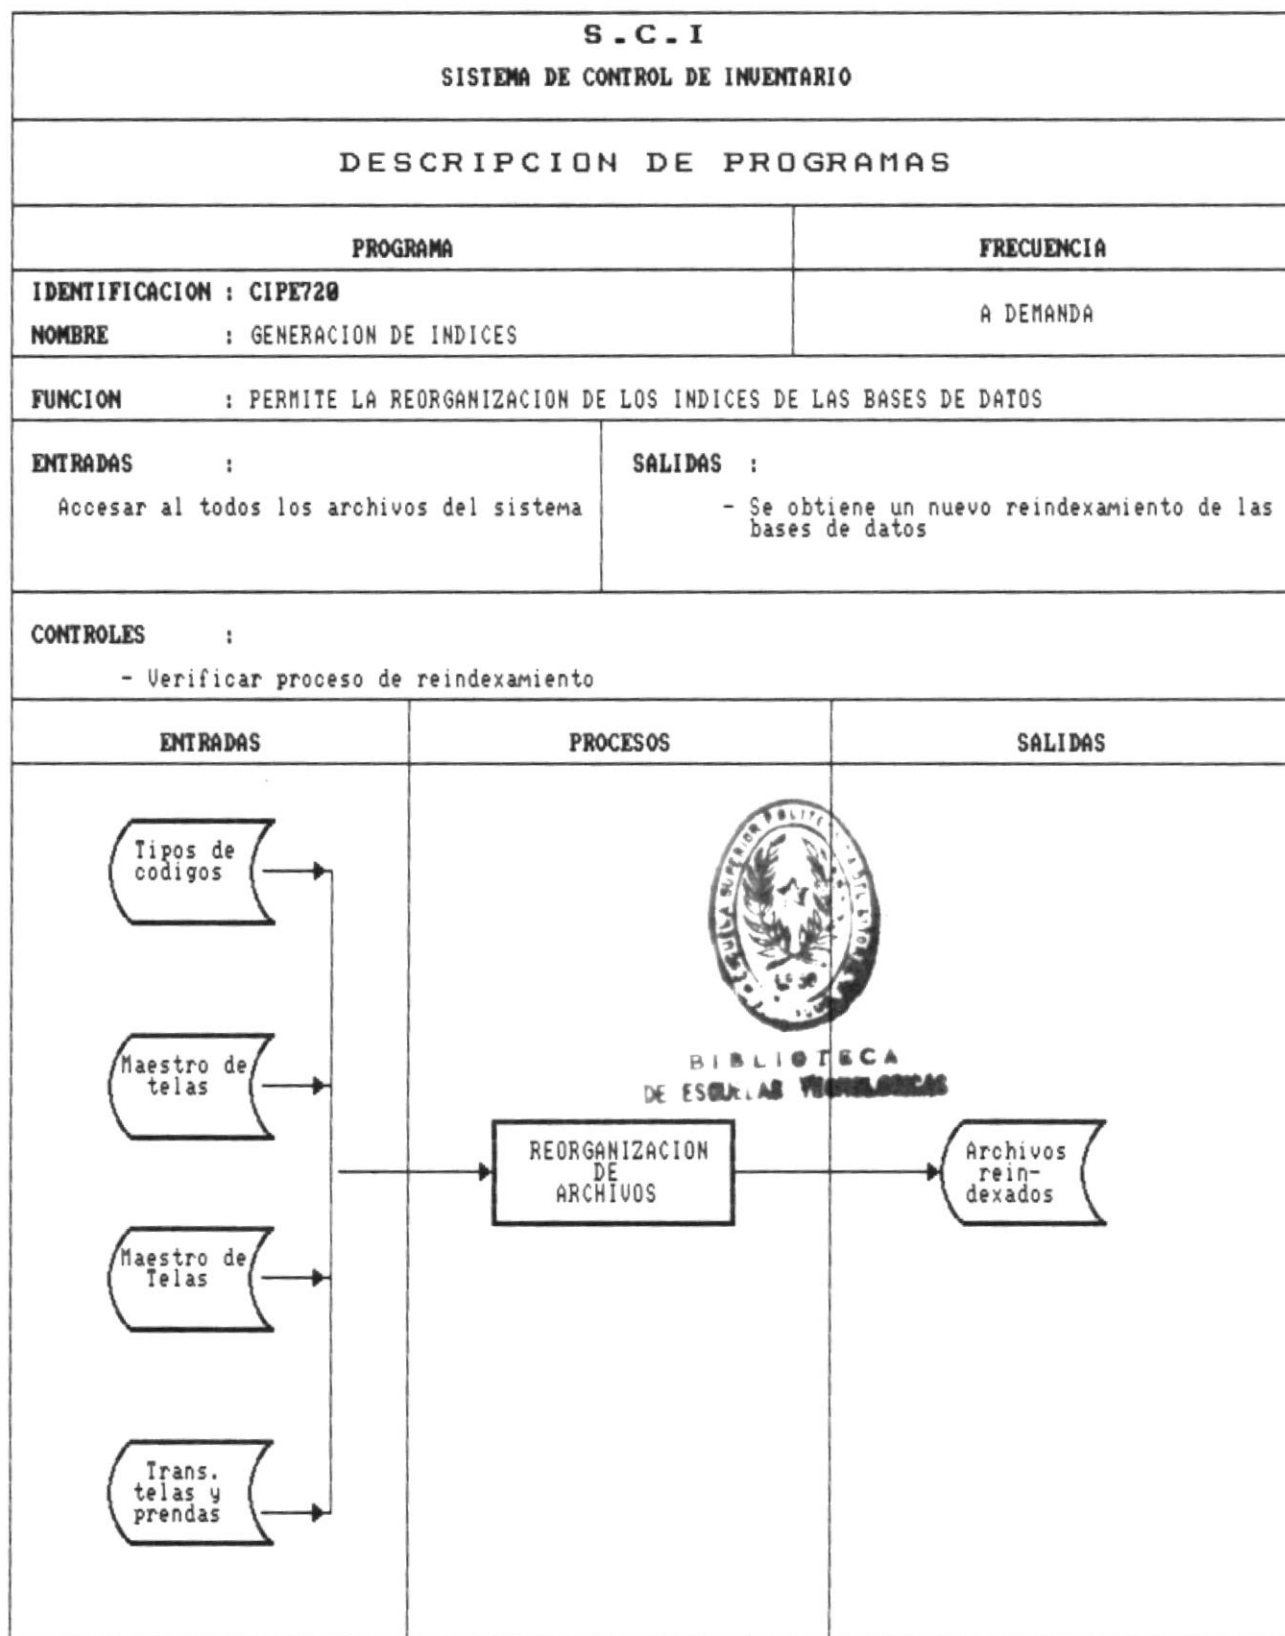 S.C.I
SISTEMA DE CONTROL DE INVENTARIO
DESCRIPCION DE PROGRAMAS
PROGRAMA
FRECUENCIA
IDENTIFICACION : CIPE720
NOMBRE : GENERACION DE INDICES
A DEMANDA
FUNCION : PERMITE LA REORGANIZACION DE LOS INDICES DE LAS BASES DE DATOS
ENTRADAS :
Accesar al todos los archivos del sistema
SALIDAS :
- Se obtiene un nuevo reindexamiento de las
bases de datos
CONTROLES :
- Verificar proceso de reindexamiento
ENTRADAS
PROCESOS
SALIDAS
Tipos de
codigos
Maestro de
telas
Maestro de
Telas
Trans.
telas y
prendas
REORGANIZACION
DE
ARCHIVOS
Archivos
rein-
dexados
ESCUELA SUPERIOR
BIBLIOTECA
DE ESCUELAS TECNOLOGICAS